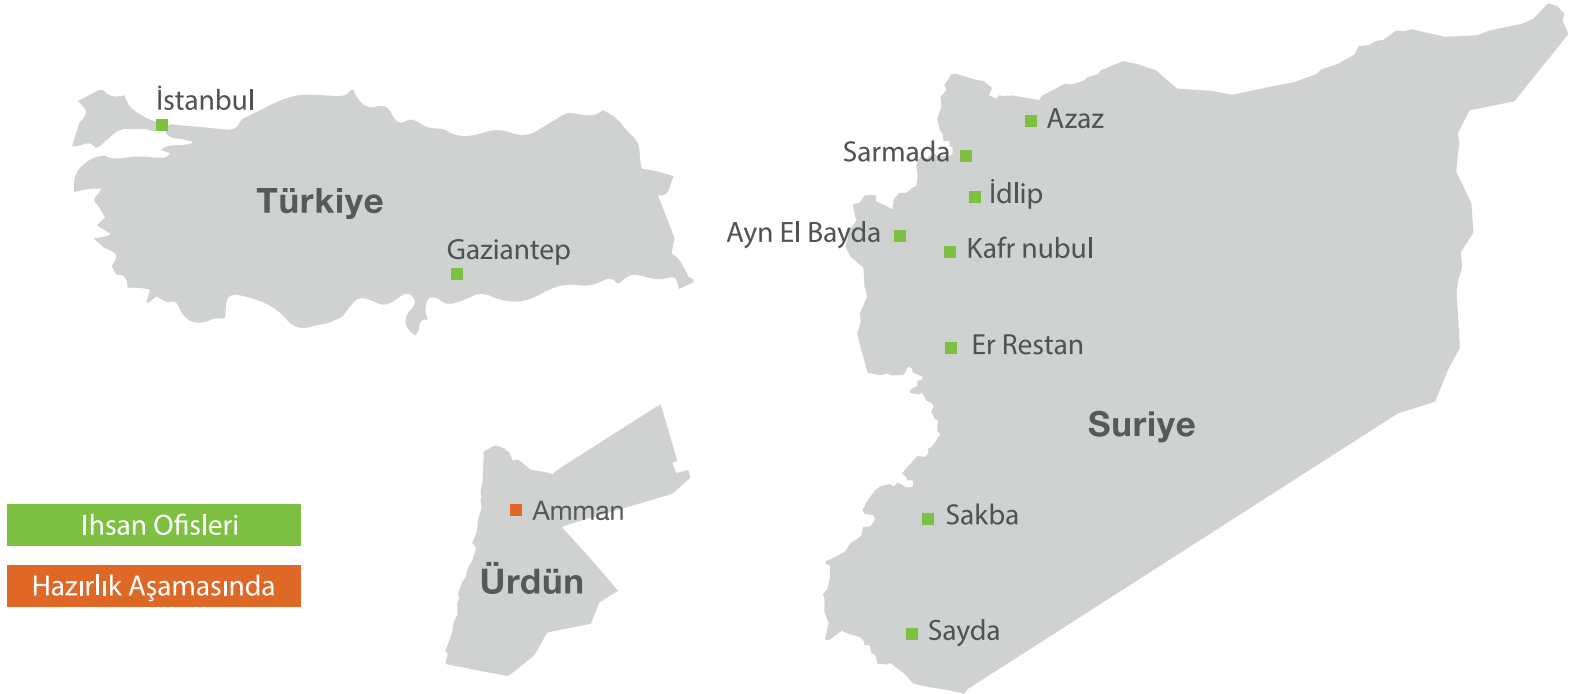 İstanbul
Türkiye
Gaziantep
Azaz
Sarmada
İdlip
Ayn El Bayda
Kafr nubul
Er Restan
Suriye
Sakba
Sayda
Amman
Ürdün
Ihsan Ofisleri
Hazırlık Aşamasında